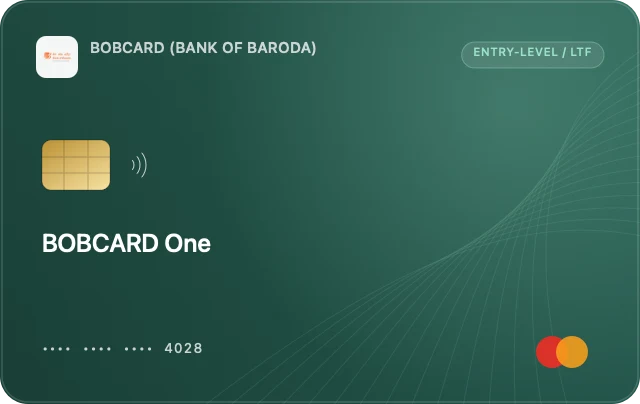 BOBCARD (BANK OF BARODA)
ENTRY-LEVEL / LTF
BOBCARD One
•••• •••• •••• 4028